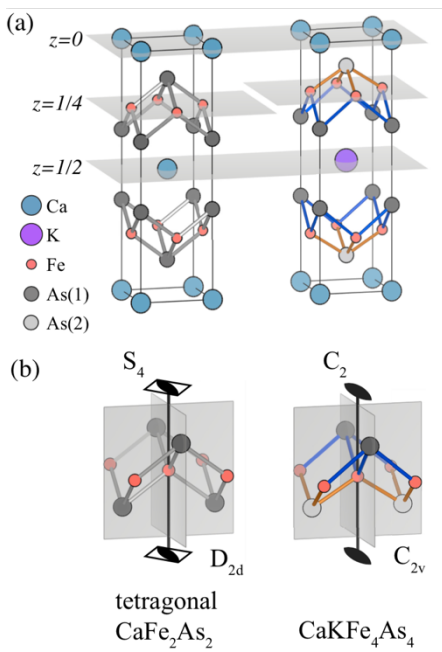 (a)
z=0
z=1/4
z=1/2
Ca
K
Fe
As(1)
As(2)
(b)
S₄
C₂
D₂d
C₂v
tetragonal
CaFe₂As₂
CaKFe₄As₄